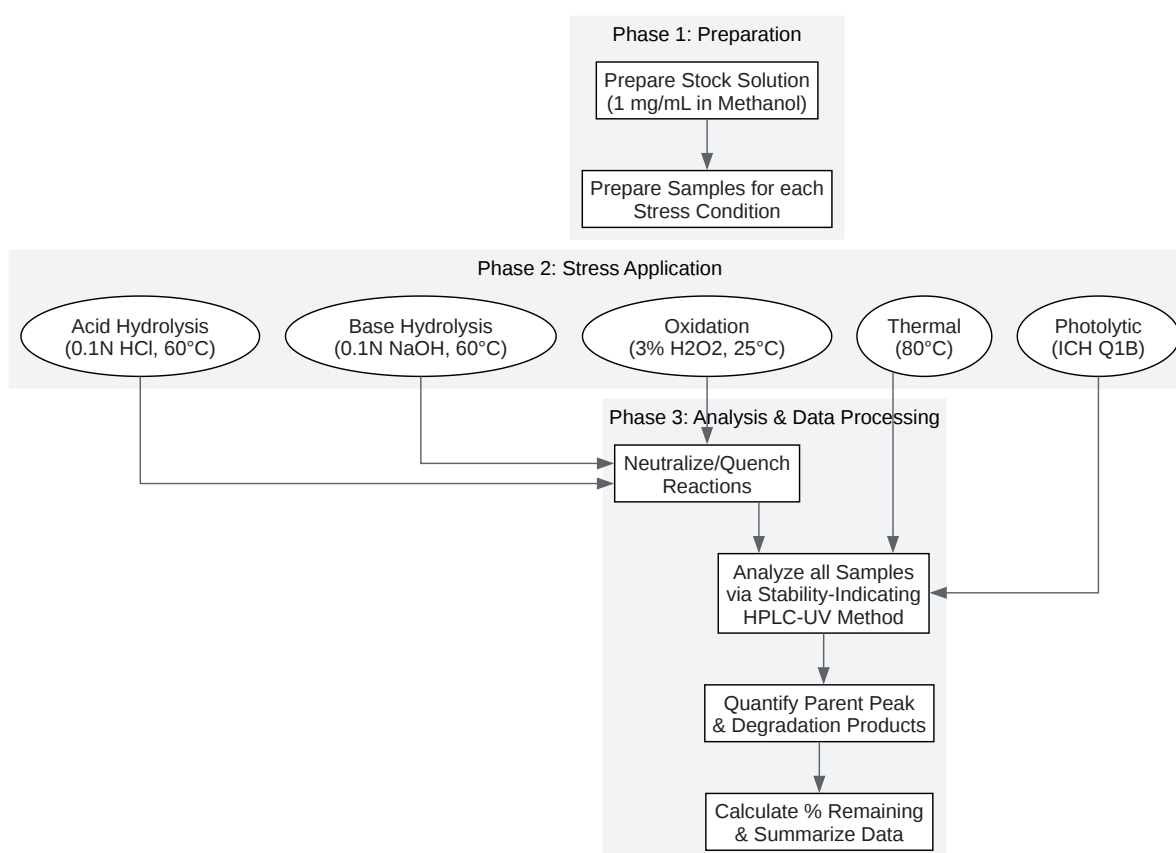 Phase 1: Preparation
Prepare Stock Solution
(1 mg/mL in Methanol)
Prepare Samples for each
Stress Condition
Phase 2: Stress Application
Acid Hydrolysis
(0.1N HCl, 60°C)
Base Hydrolysis
(0.1N NaOH, 60°C)
Oxidation
(3% H2O2, 25°C)
Thermal
(80°C)
Photolytic
(ICH Q1B)
Phase 3: Analysis & Data Processing
Neutralize/Quench
Reactions
Analyze all Samples
via Stability-Indicating
HPLC-UV Method
Quantify Parent Peak
& Degradation Products
Calculate % Remaining
& Summarize Data